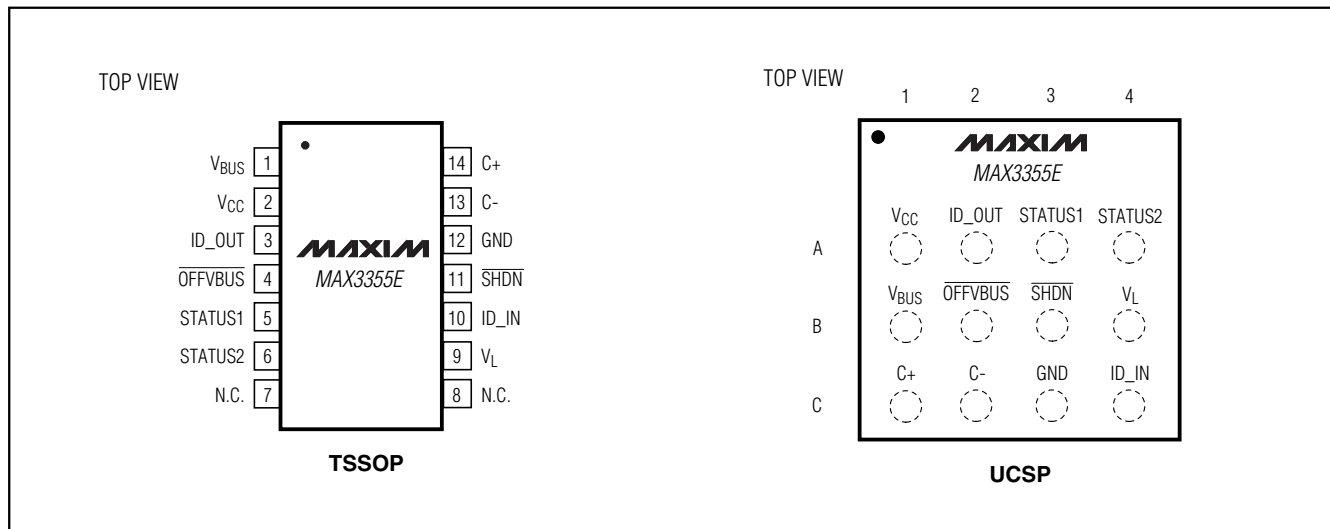 TOP VIEW
V_BUS 1
V_CC 2
ID_OUT 3
OFFVBUS 4
STATUS1 5
STATUS2 6
N.C. 7
MAXIM
MAX3355E
14 C+
13 C-
12 GND
11 SHDN
10 ID_IN
9 V_L
8 N.C.
TSSOP
TOP VIEW
1 2 3 4
MAXIM
MAX3355E
V_CC ID_OUT STATUS1 STATUS2
A
V_BUS OFFVBUS SHDN V_L
B
C+ C- GND ID_IN
C
UCSP